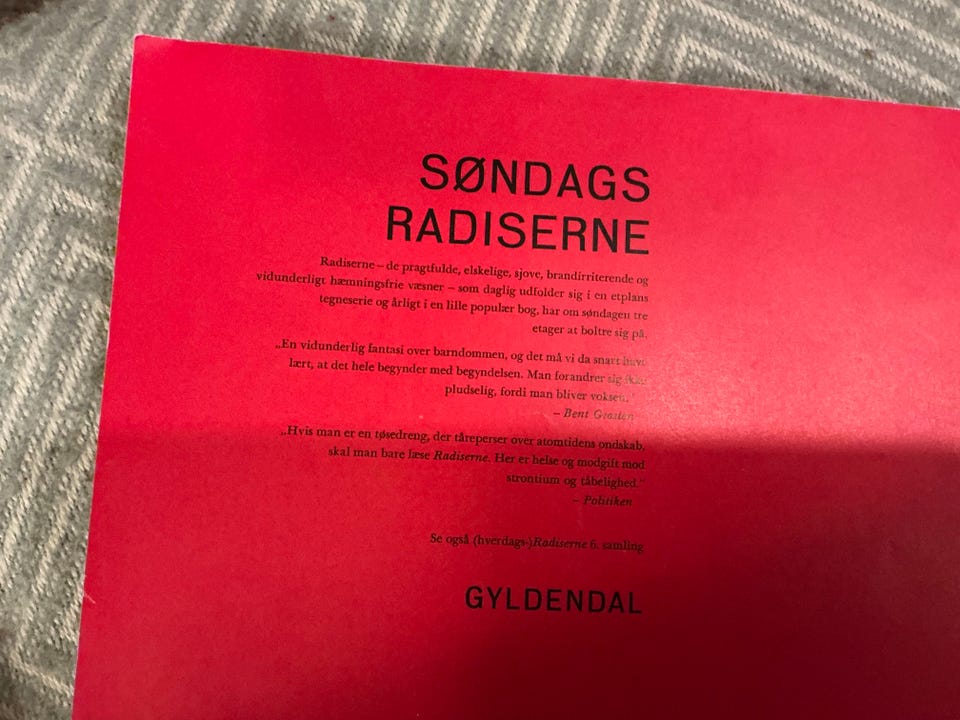 SØNDAGS
RADISERNE
Radiserne – de pragtfulde, elskelige, sjove, brandirriterende og
vidunderligt hæmningsfrie væsner – som daglig udfolder sig i en etplans
tegneserie og årligt i en lille populær bog, har om søndagen tre
etager at boltre sig på.
„En vidunderlig fantasi over barndommen, og det må vi da snart have
lært, at det hele begynder med begyndelsen. Man forandrer sig ikke
pludselig, fordi man bliver voksen."
– Bent Grasten
„Hvis man er en tøsedreng, der tåreperser over atomtidens ondskab,
skal man bare læse Radiserne. Her er helse og modgift mod
strontium og tåbelighed."
– Politiken
Se også (hverdags-)Radiserne 6. samling
GYLDENDAL